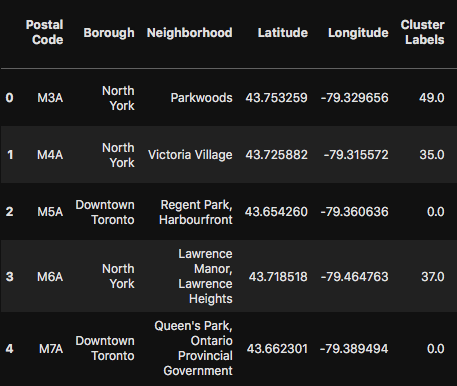 Postal Code Borough Neighborhood Latitude Longitude Cluster Labels
0 M3A North York Parkwoods 43.753259 -79.329656 49.0
1 M4A North York Victoria Village 43.725882 -79.315572 35.0
2 M5A Downtown Toronto Regent Park, Harbourfront 43.654260 -79.360636 0.0
3 M6A North York Lawrence Manor, Lawrence Heights 43.718518 -79.464763 37.0
4 M7A Downtown Toronto Queen's Park, Ontario Provincial Government 43.662301 -79.389494 0.0